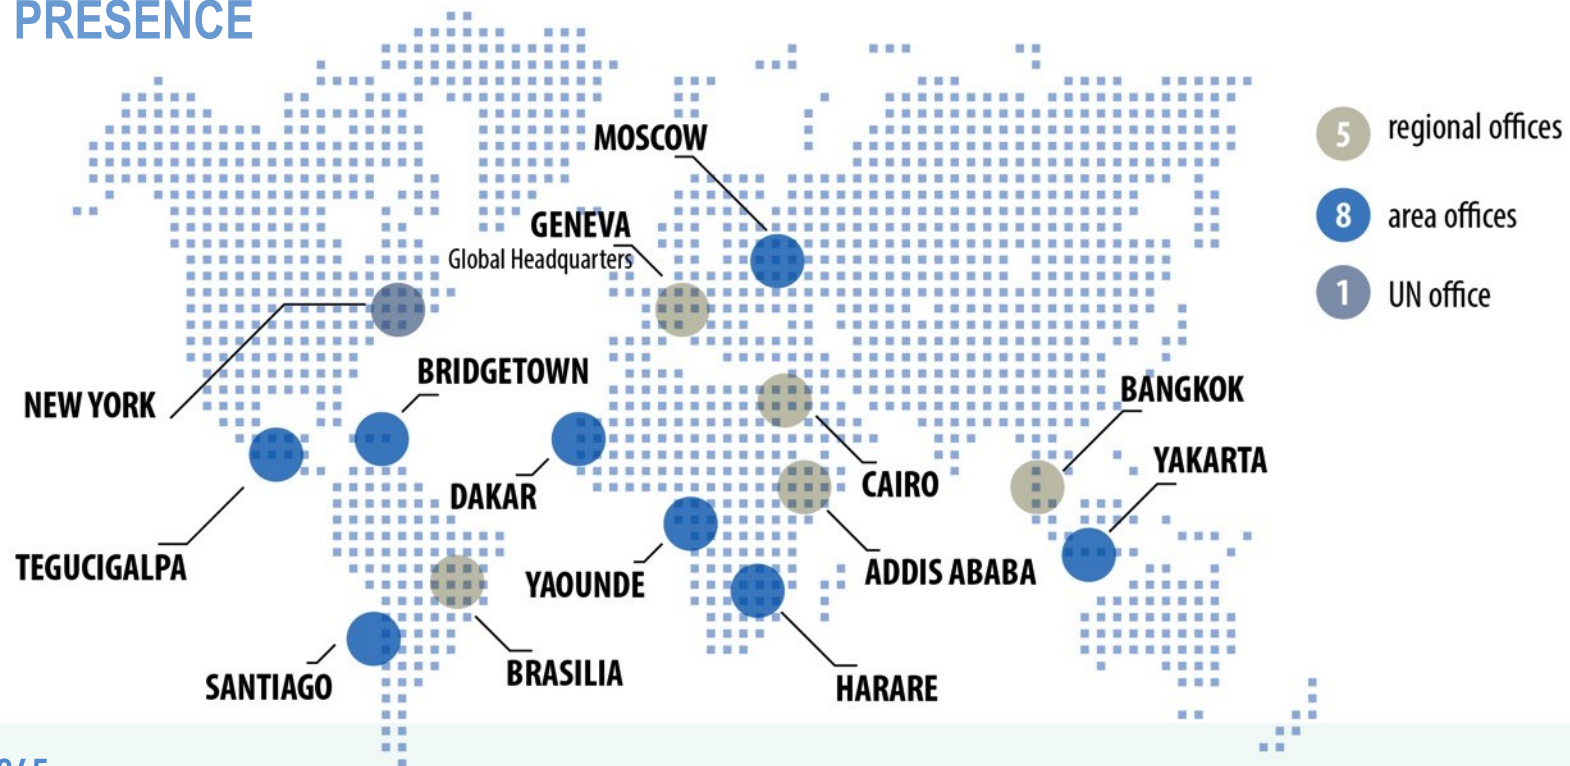 PRESENCE
MOSCOW
5 regional offices
GENEVA
Global Headquarters
8 area offices
1 UN office
NEW YORK
BRIDGETOWN
BANGKOK
YAKARTA
DAKAR
CAIRO
TEGUCIGALPA
YAOUNDE
ADDIS ABABA
SANTIAGO
BRASILIA
HARARE